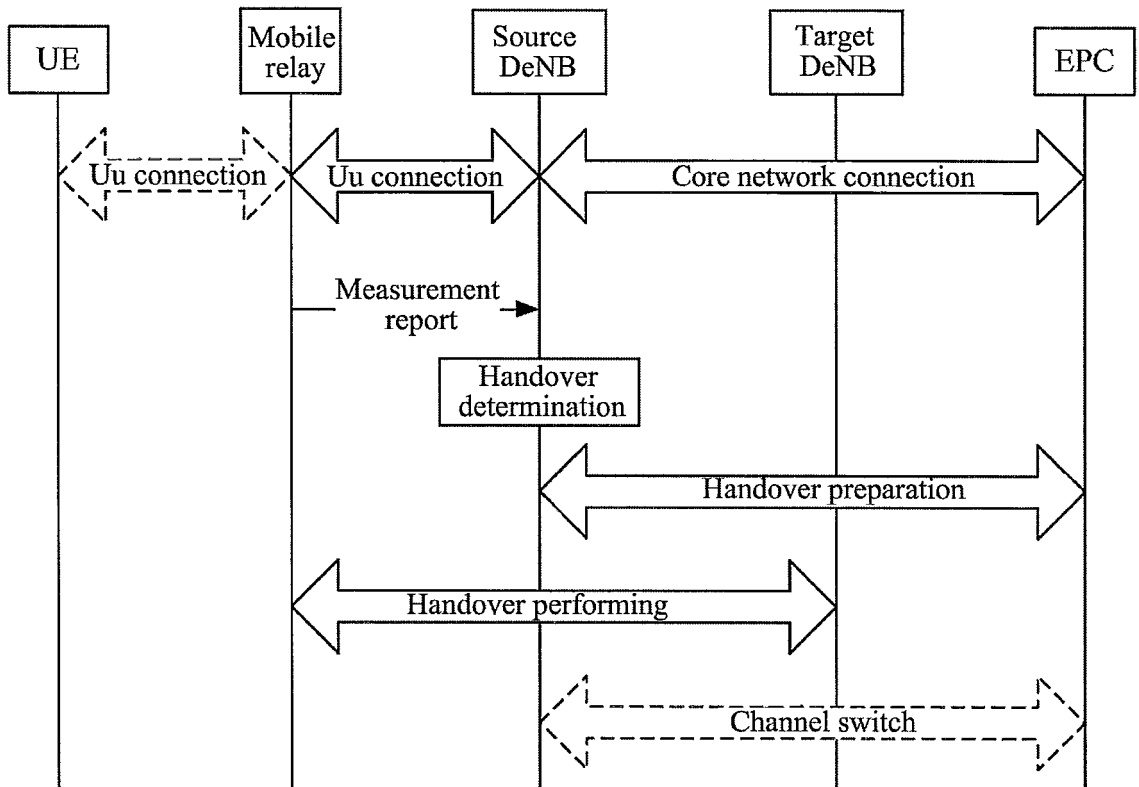 UE
Mobile
relay
Source
DeNB
Target
DeNB
EPC
Uu connection
Uu connection
Core network connection
Measurement
report
Handover
determination
Handover preparation
Handover performing
Channel switch